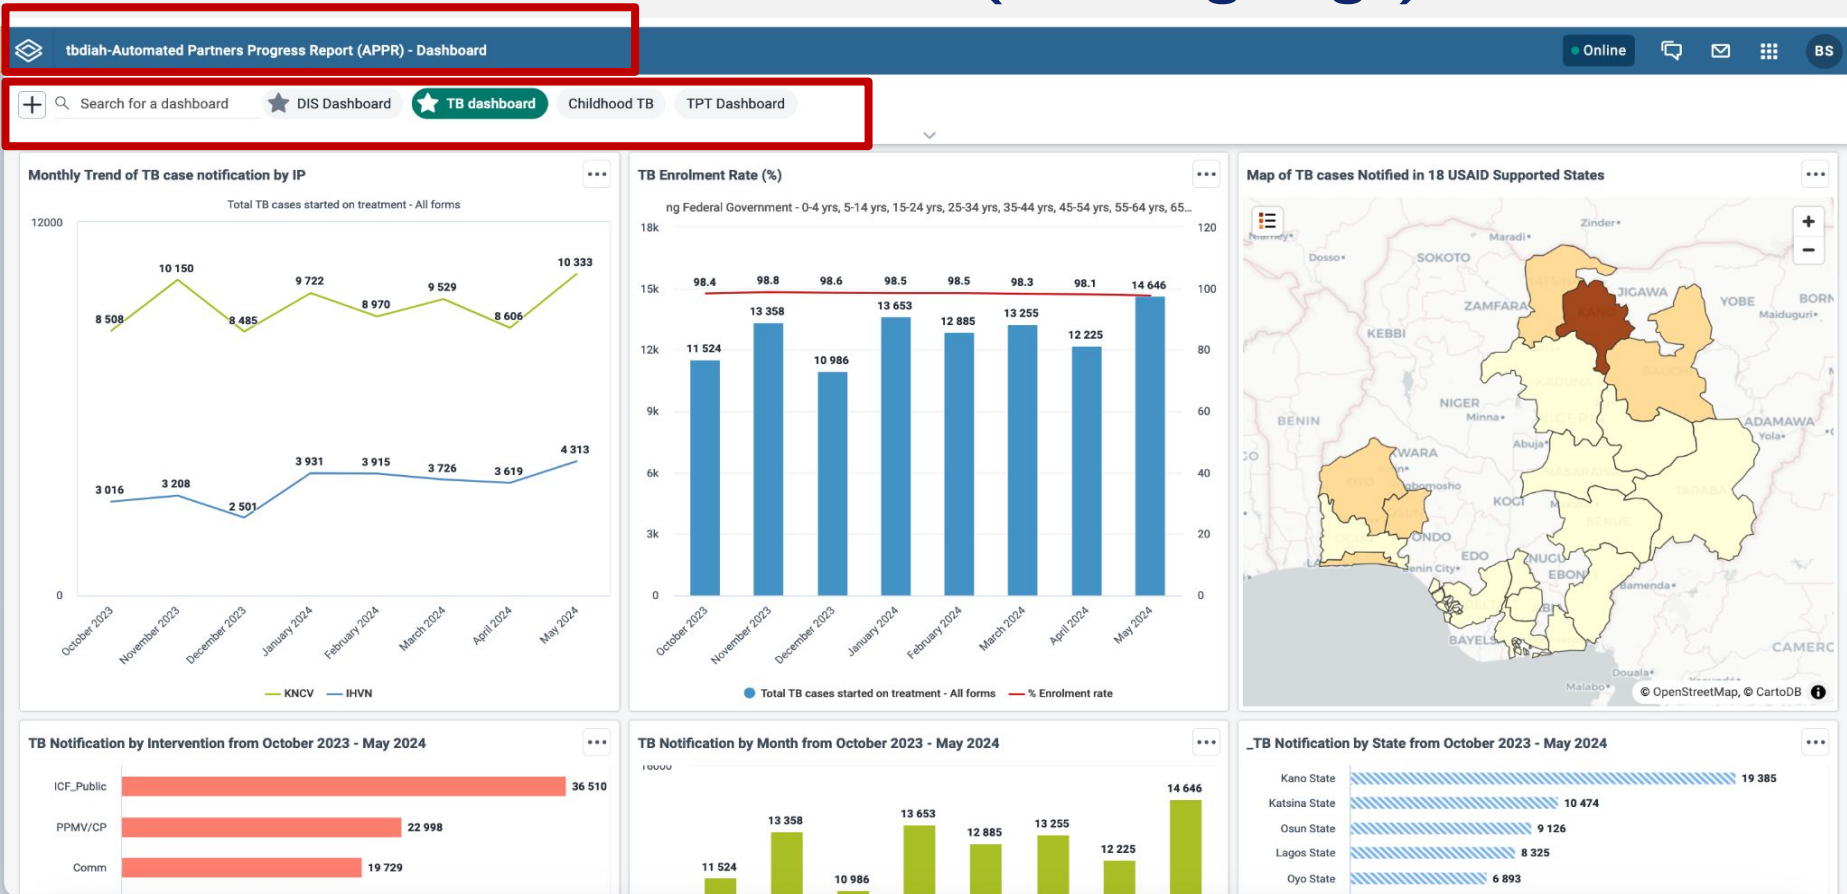 tbdiah-Automated Partners Progress Report (APPR) - Dashboard
Online
BS
Search for a dashboard
DIS Dashboard
TB dashboard
Childhood TB
TPT Dashboard
Monthly Trend of TB case notification by IP
Total TB cases started on treatment - All forms
12000
10 150
9 722
8 970
9 529
10 333
8 508
8 485
8 606
3 016
3 208
2 501
3 931
3 915
3 726
3 619
4 313
0
October 2023
November 2023
December 2023
January 2024
February 2024
March 2024
April 2024
May 2024
KNCV
IHVN
TB Enrolment Rate (%)
ng Federal Government - 0-4 yrs, 5-14 yrs, 15-24 yrs, 25-34 yrs, 35-44 yrs, 45-54 yrs, 55-64 yrs, 65...
18k
15k
12k
9k
6k
3k
0
120
100
80
60
40
20
0
98.4
98.8
98.6
98.5
98.5
98.3
98.1
14 646
11 524
13 358
10 986
13 653
12 885
13 255
12 225
October 2023
November 2023
December 2023
January 2024
February 2024
March 2024
April 2024
May 2024
Total TB cases started on treatment - All forms
% Enrolment rate
Map of TB cases Notified in 18 USAID Supported States
Zinder
Maradi
Dosso
SOKOTO
JIGAWA
ZAMFARA
YOBE
Maiduguri
KEBBI
KANO
KADUNA
NIGER
Minna
BENIN
ADAMAWA
Yola
Abuja
KWARA
KOGI
TARABA
BENUE
ONDO
EDO
Benin City
Bamenda
Douala
Malabo
© OpenStreetMap, © CartoDB
TB Notification by Intervention from October 2023 - May 2024
ICF_Public
36 510
PPMV/CP
22 998
Comm
19 729
TB Notification by Month from October 2023 - May 2024
16000
11 524
13 358
10 986
13 653
12 885
13 255
12 225
14 646
_TB Notification by State from October 2023 - May 2024
Kano State
19 385
Katsina State
10 474
Osun State
9 126
Lagos State
8 325
Oyo State
6 893